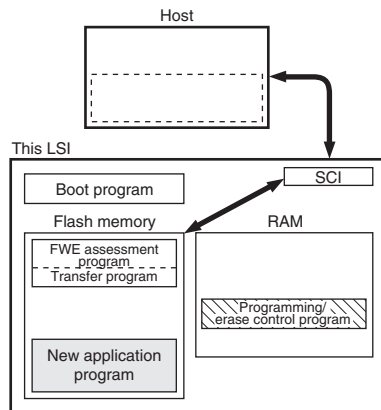 Host
This LSI
SCI
Boot program
Flash memory
RAM
FWE assessment
program
Transfer program
Programming/
erase control program
New application
program